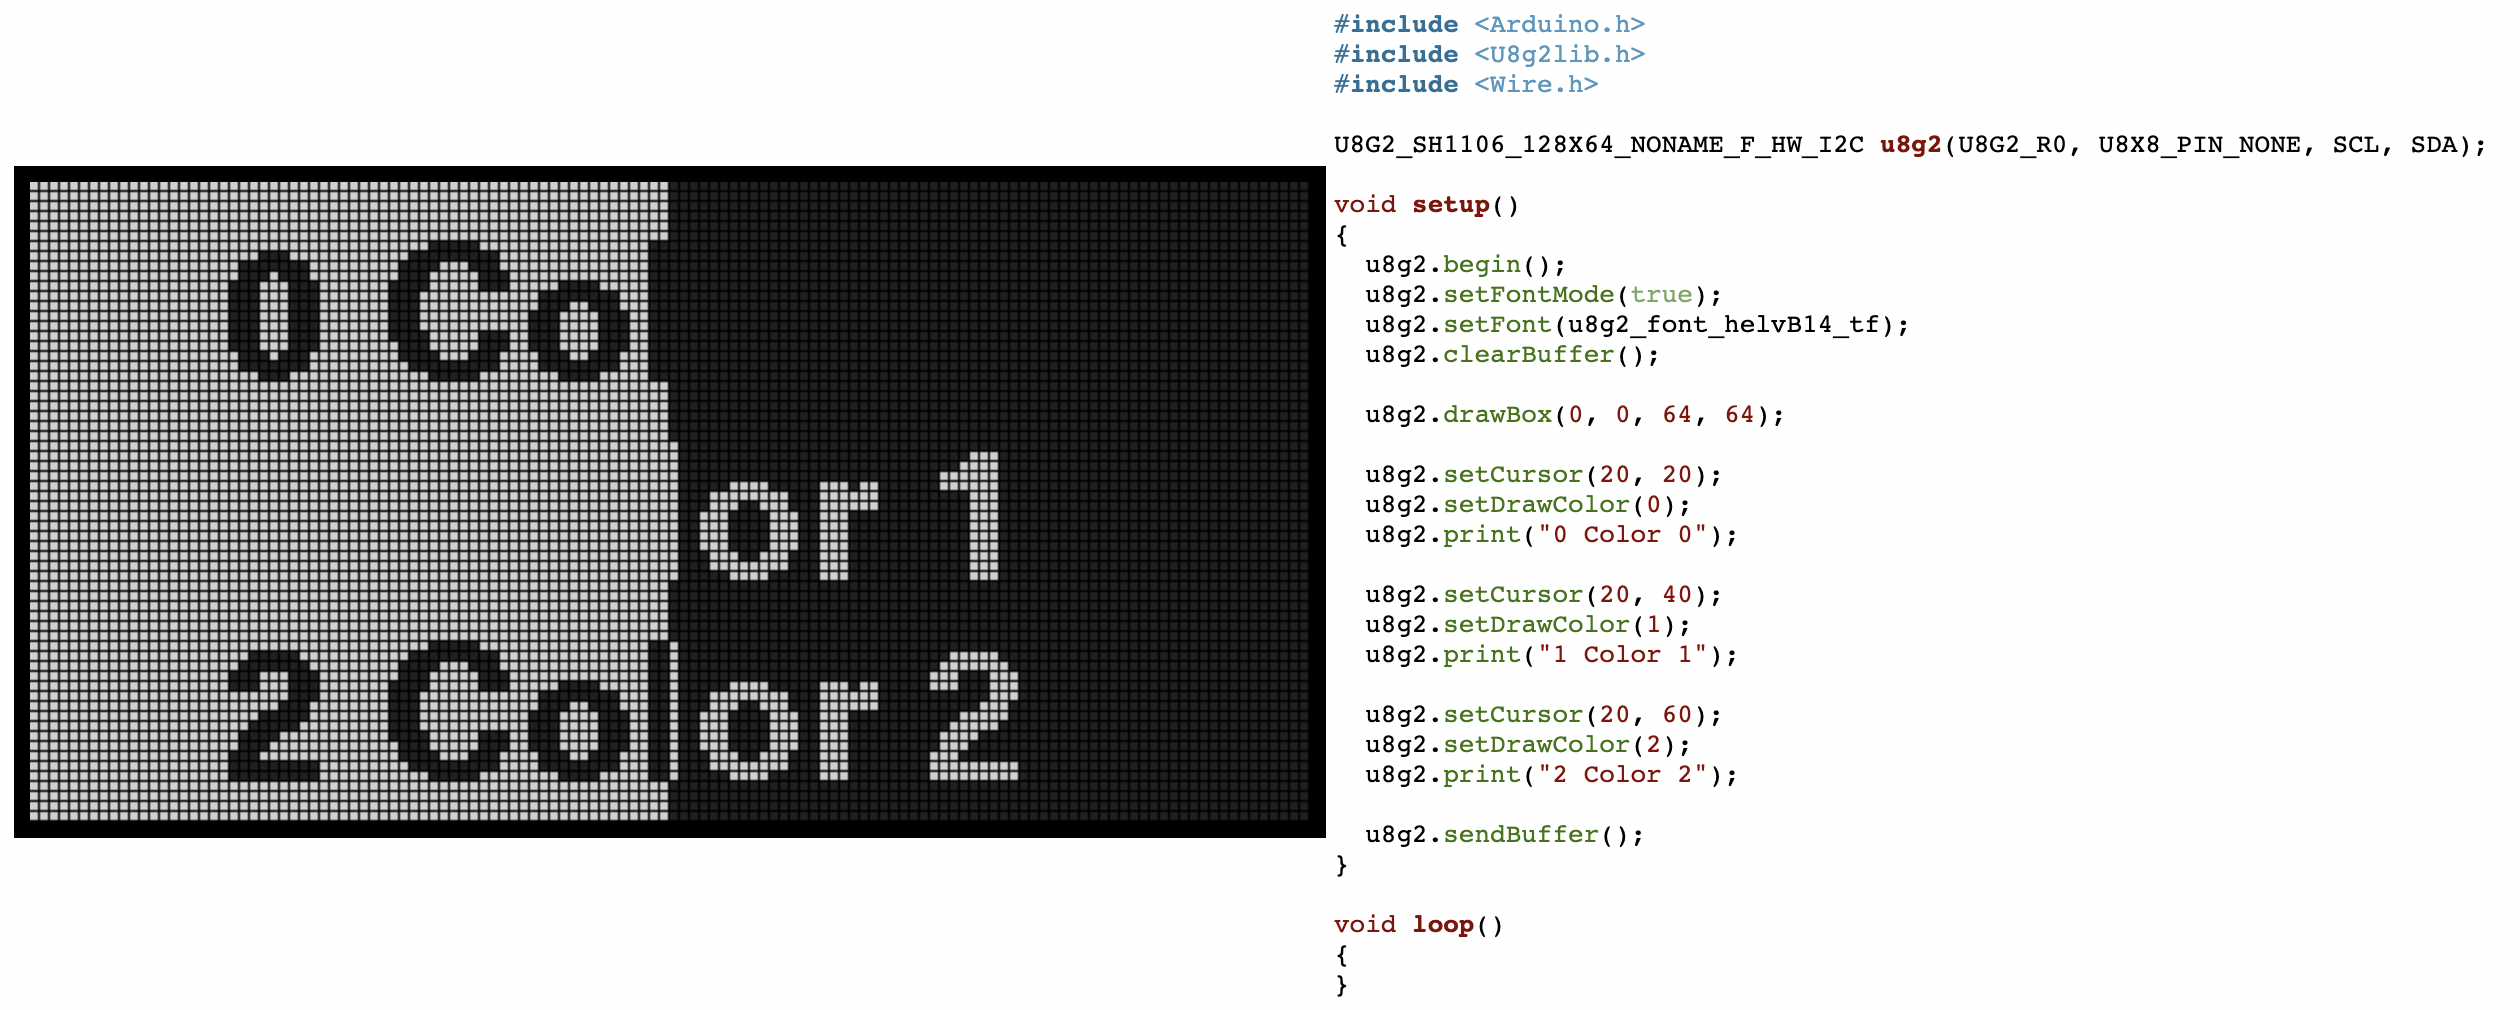 0 Co
or 1
2 Color 2
#include <Arduino.h>
#include <U8g2lib.h>
#include <Wire.h>
U8G2_SH1106_128X64_NONAME_F_HW_I2C u8g2(U8G2_R0, U8X8_PIN_NONE, SCL, SDA);
void setup()
{
  u8g2.begin();
  u8g2.setFontMode(true);
  u8g2.setFont(u8g2_font_helvB14_tf);
  u8g2.clearBuffer();
  u8g2.drawBox(0, 0, 64, 64);
  u8g2.setCursor(20, 20);
  u8g2.setDrawColor(0);
  u8g2.print("0 Color 0");
  u8g2.setCursor(20, 40);
  u8g2.setDrawColor(1);
  u8g2.print("1 Color 1");
  u8g2.setCursor(20, 60);
  u8g2.setDrawColor(2);
  u8g2.print("2 Color 2");
  u8g2.sendBuffer();
}
void loop()
{
}